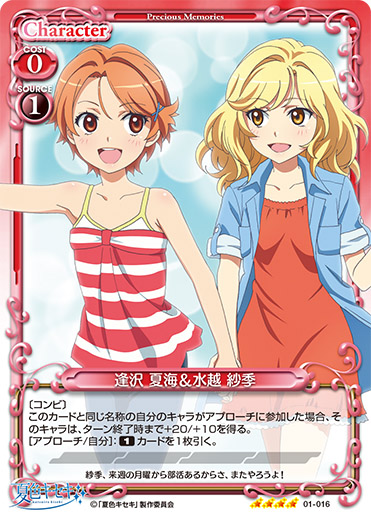 Precious Memories
Character
COST
0
SOURCE
1
逢沢 夏海&水越 紗季
〔コンビ〕
このカードと同じ名称の自分のキャラがアプローチに参加した場合、そ
のキャラは、ターン終了時まで+20/+10を得る。
[アプローチ/自分]：1 カードを1枚引く。
紗季、来週の月曜から部活あるからさ、またやろうよ!
夏色キセキ
©「夏色キセキ」製作委員会
01-016